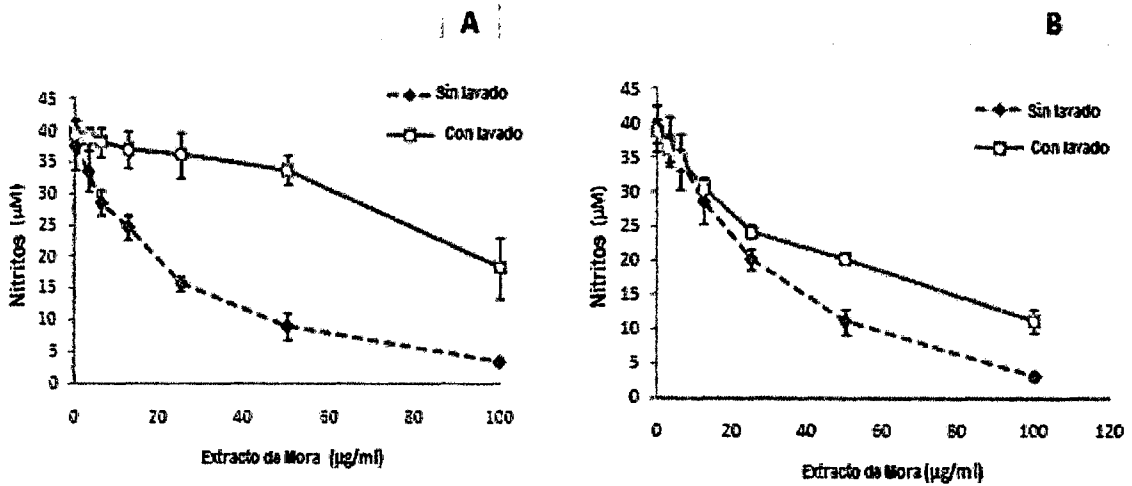 A
Sin lavado
Con lavado
45
40
35
30
25
20
15
10
5
0
Nitritos (µM)
0 20 40 60 80 100
Extracto de Mora (µg/ml)
B
Sin lavado
Con lavado
45
40
35
30
25
20
15
10
5
0
Nitritos (µM)
0 20 40 60 80 100 120
Extracto de Mora (µg/ml)